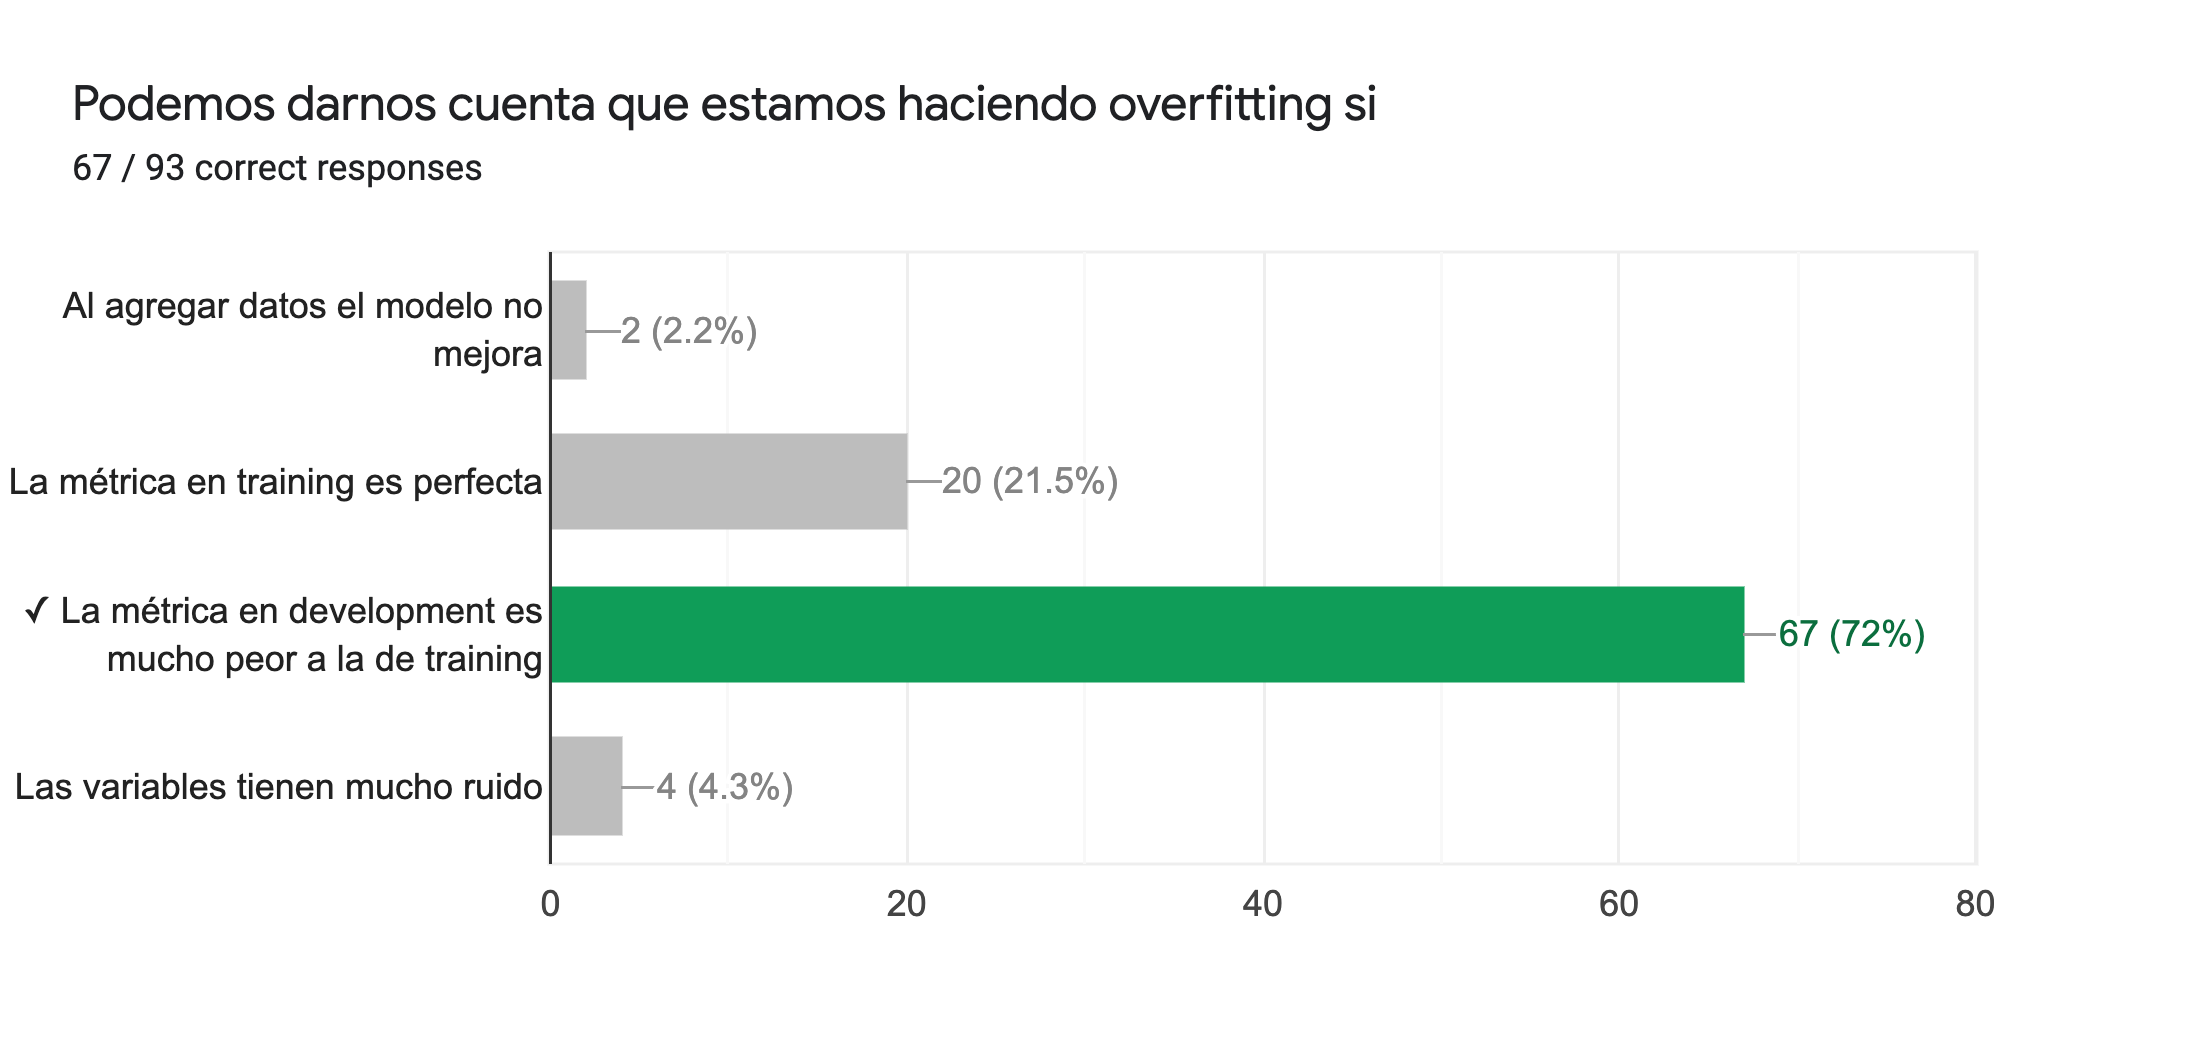 Podemos darnos cuenta que estamos haciendo overfitting si
67 / 93 correct responses
Al agregar datos el modelo no
mejora
2 (2.2%)
La métrica en training es perfecta
20 (21.5%)
✓ La métrica en development es
mucho peor a la de training
67 (72%)
Las variables tienen mucho ruido
4 (4.3%)
0
20
40
60
80